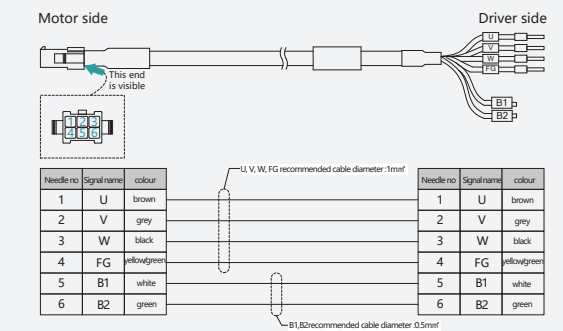 Motor side
Driver side
U
V
W
FG
This end
is visible
B1
B2
1 2 3
4 5 6
U, V, W, FG recommended cable diameter :1mm²
Needle no Signal name colour
1 U brown
2 V grey
3 W black
4 FG yellow/green
5 B1 white
6 B2 green
Needle no Signal name colour
1 U brown
2 V grey
3 W black
4 FG yellow/green
5 B1 white
6 B2 green
B1,B2recommended cable diameter :0.5mm²